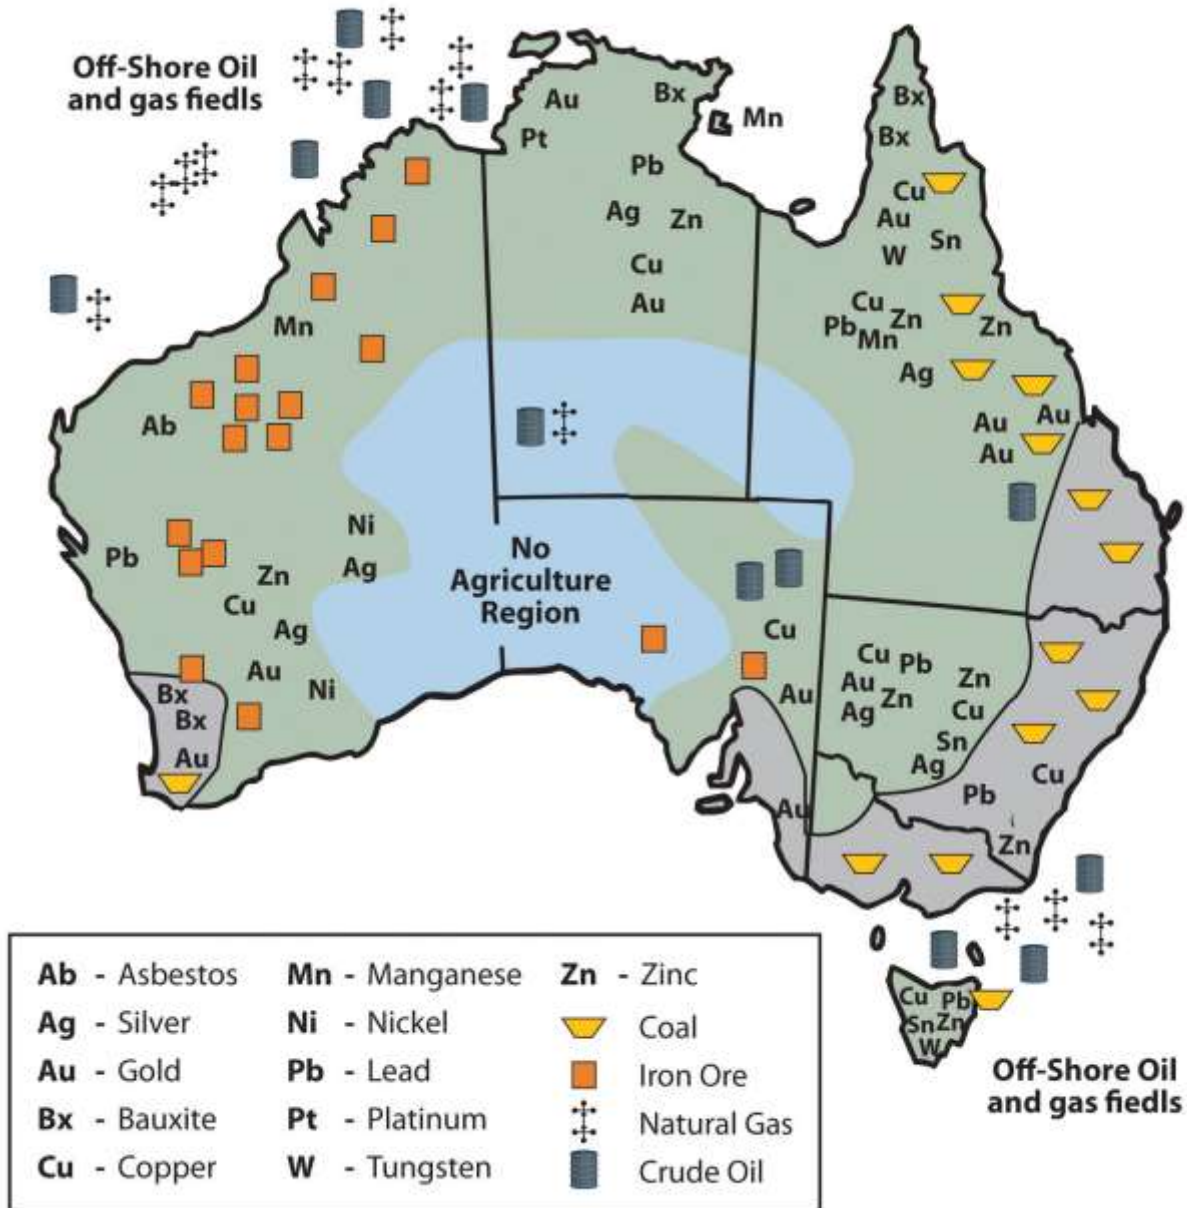 Off-Shore Oil
and gas fiedls
Au
Bx
Mn
Pt
Pb
Ag
Zn
Cu
Au
Bx
Bx
Cu
Au
Sn
W
Cu
Zn
Pb
Mn
Zn
Ag
Au
Au
Au
Mn
Ab
Ni
Pb
Zn
Ag
Cu
Ag
Au
Ni
Bx
Bx
Au
No
Agriculture
Region
Cu
Au
Au
Cu
Pb
Au
Zn
Zn
Ag
Cu
Sn
Ag
Cu
Pb
Zn
Cu
Pb
Sn
Zn
W
Off-Shore Oil
and gas fiedls
Ab - Asbestos
Ag - Silver
Au - Gold
Bx - Bauxite
Cu - Copper
Mn - Manganese
Ni - Nickel
Pb - Lead
Pt - Platinum
W - Tungsten
Zn - Zinc
Coal
Iron Ore
Natural Gas
Crude Oil